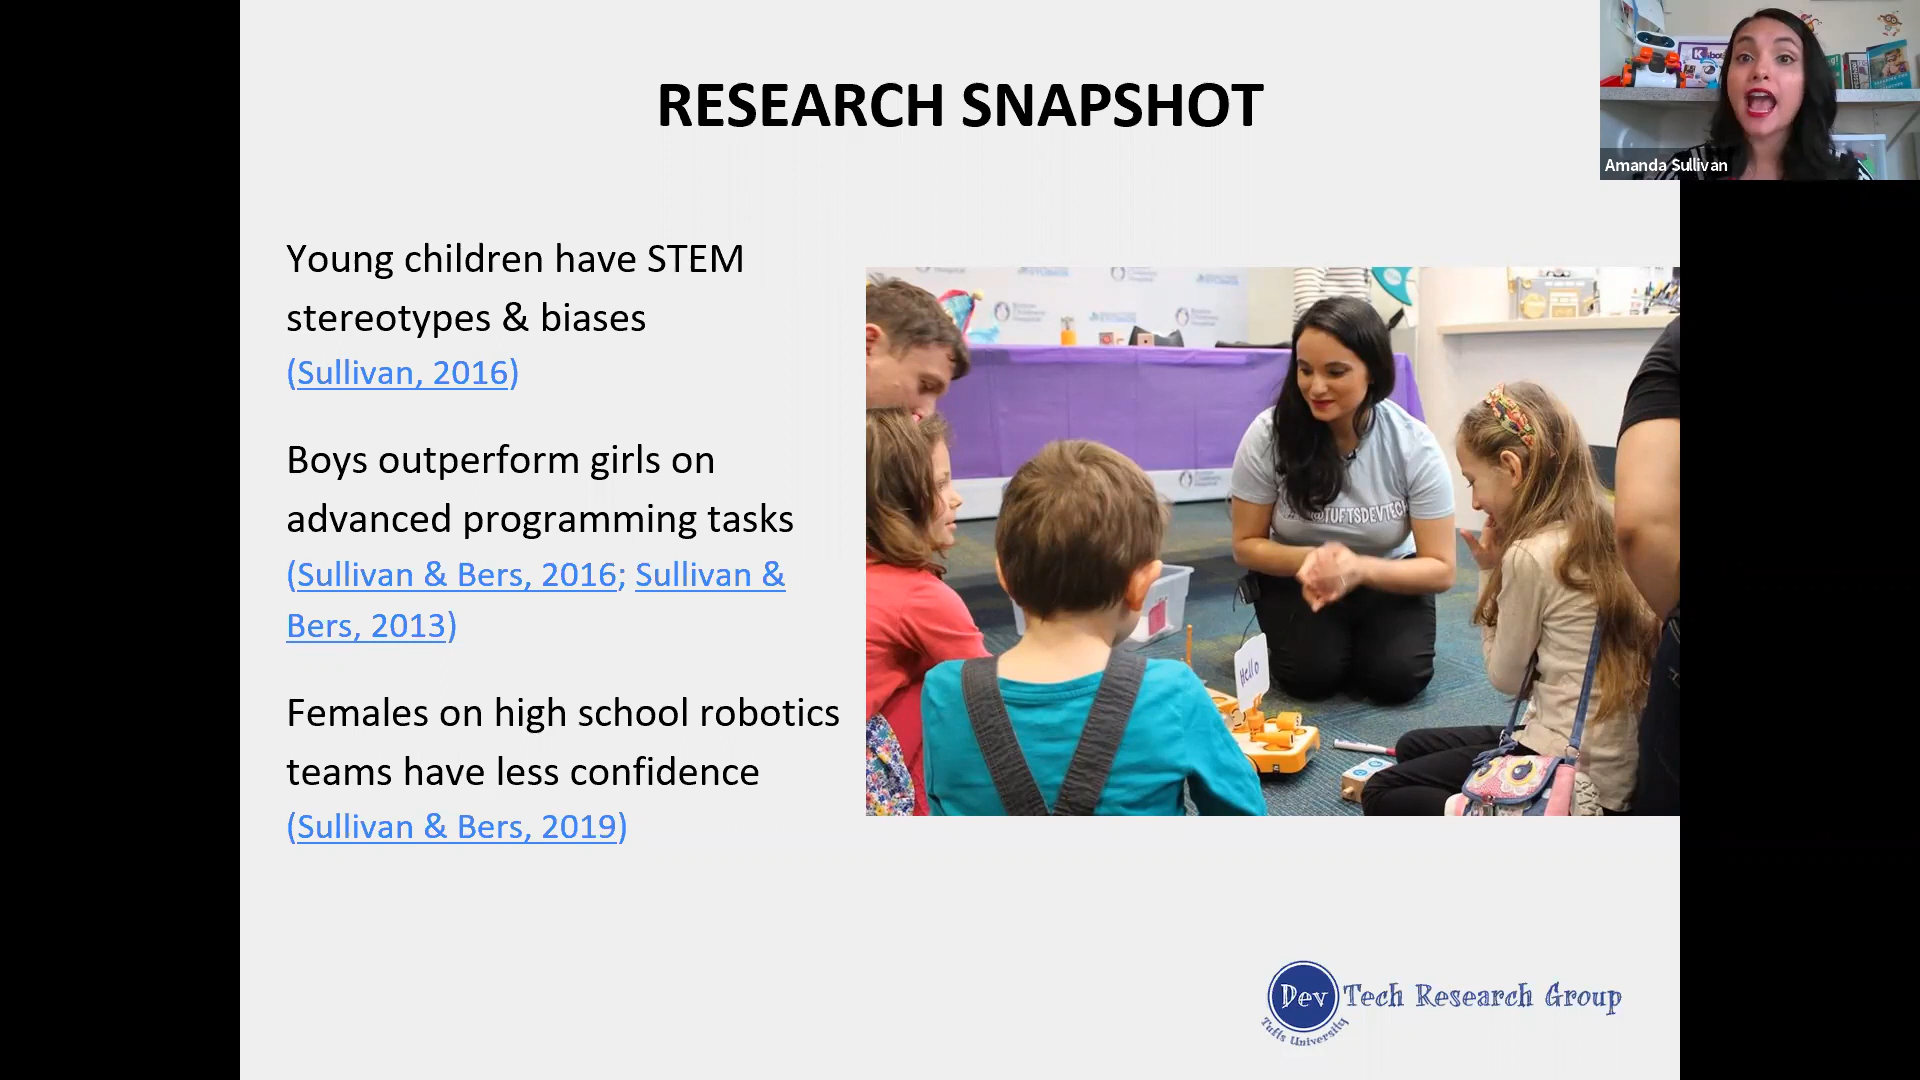 RESEARCH SNAPSHOT
Amanda Sullivan
Young children have STEM
stereotypes & biases
(Sullivan, 2016)
Boys outperform girls on
advanced programming tasks
(Sullivan & Bers, 2016; Sullivan &
Bers, 2013)
Females on high school robotics
teams have less confidence
(Sullivan & Bers, 2019)
@TUFTSDEVTECH
Hello
Dev Tech Research Group
Tufts University